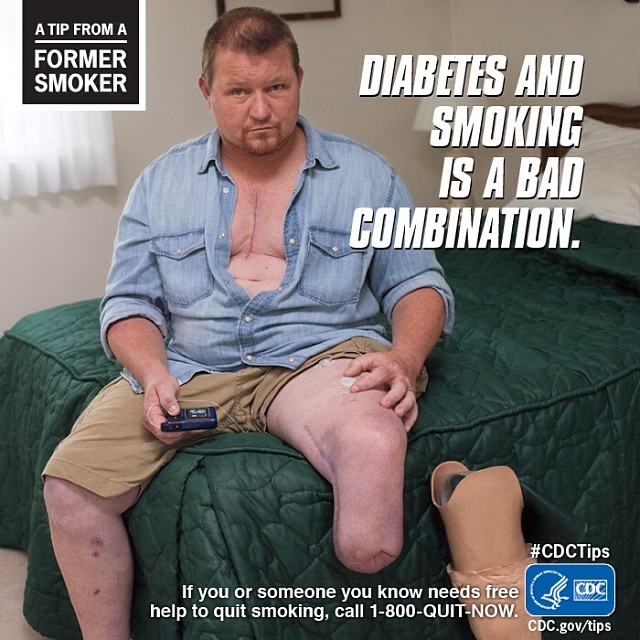 A TIP FROM A
FORMER
SMOKER
DIABETES AND
SMOKING
IS A BAD
COMBINATION.
#CDCTips
CDC
If you or someone you know needs free
help to quit smoking, call 1-800-QUIT-NOW.
CDC.gov/tips